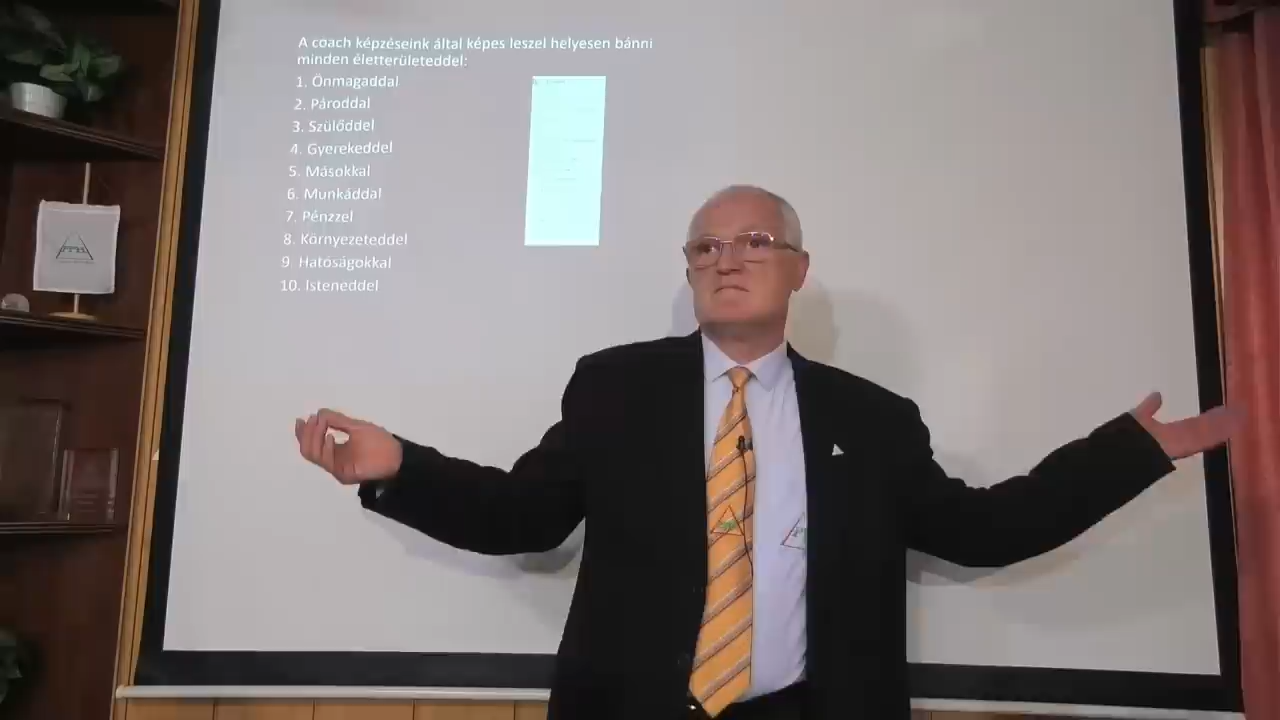 A coach képzéseink által képes leszel helyesen bánni
minden életterületeddel:
1. Önmagaddal
2. Pároddal
3. Szülőddel
4. Gyerekeddel
5. Másokkal
6. Munkáddal
7. Pénzzel
8. Környezeteddel
9. Hatóságokkal
10. Isteneddel